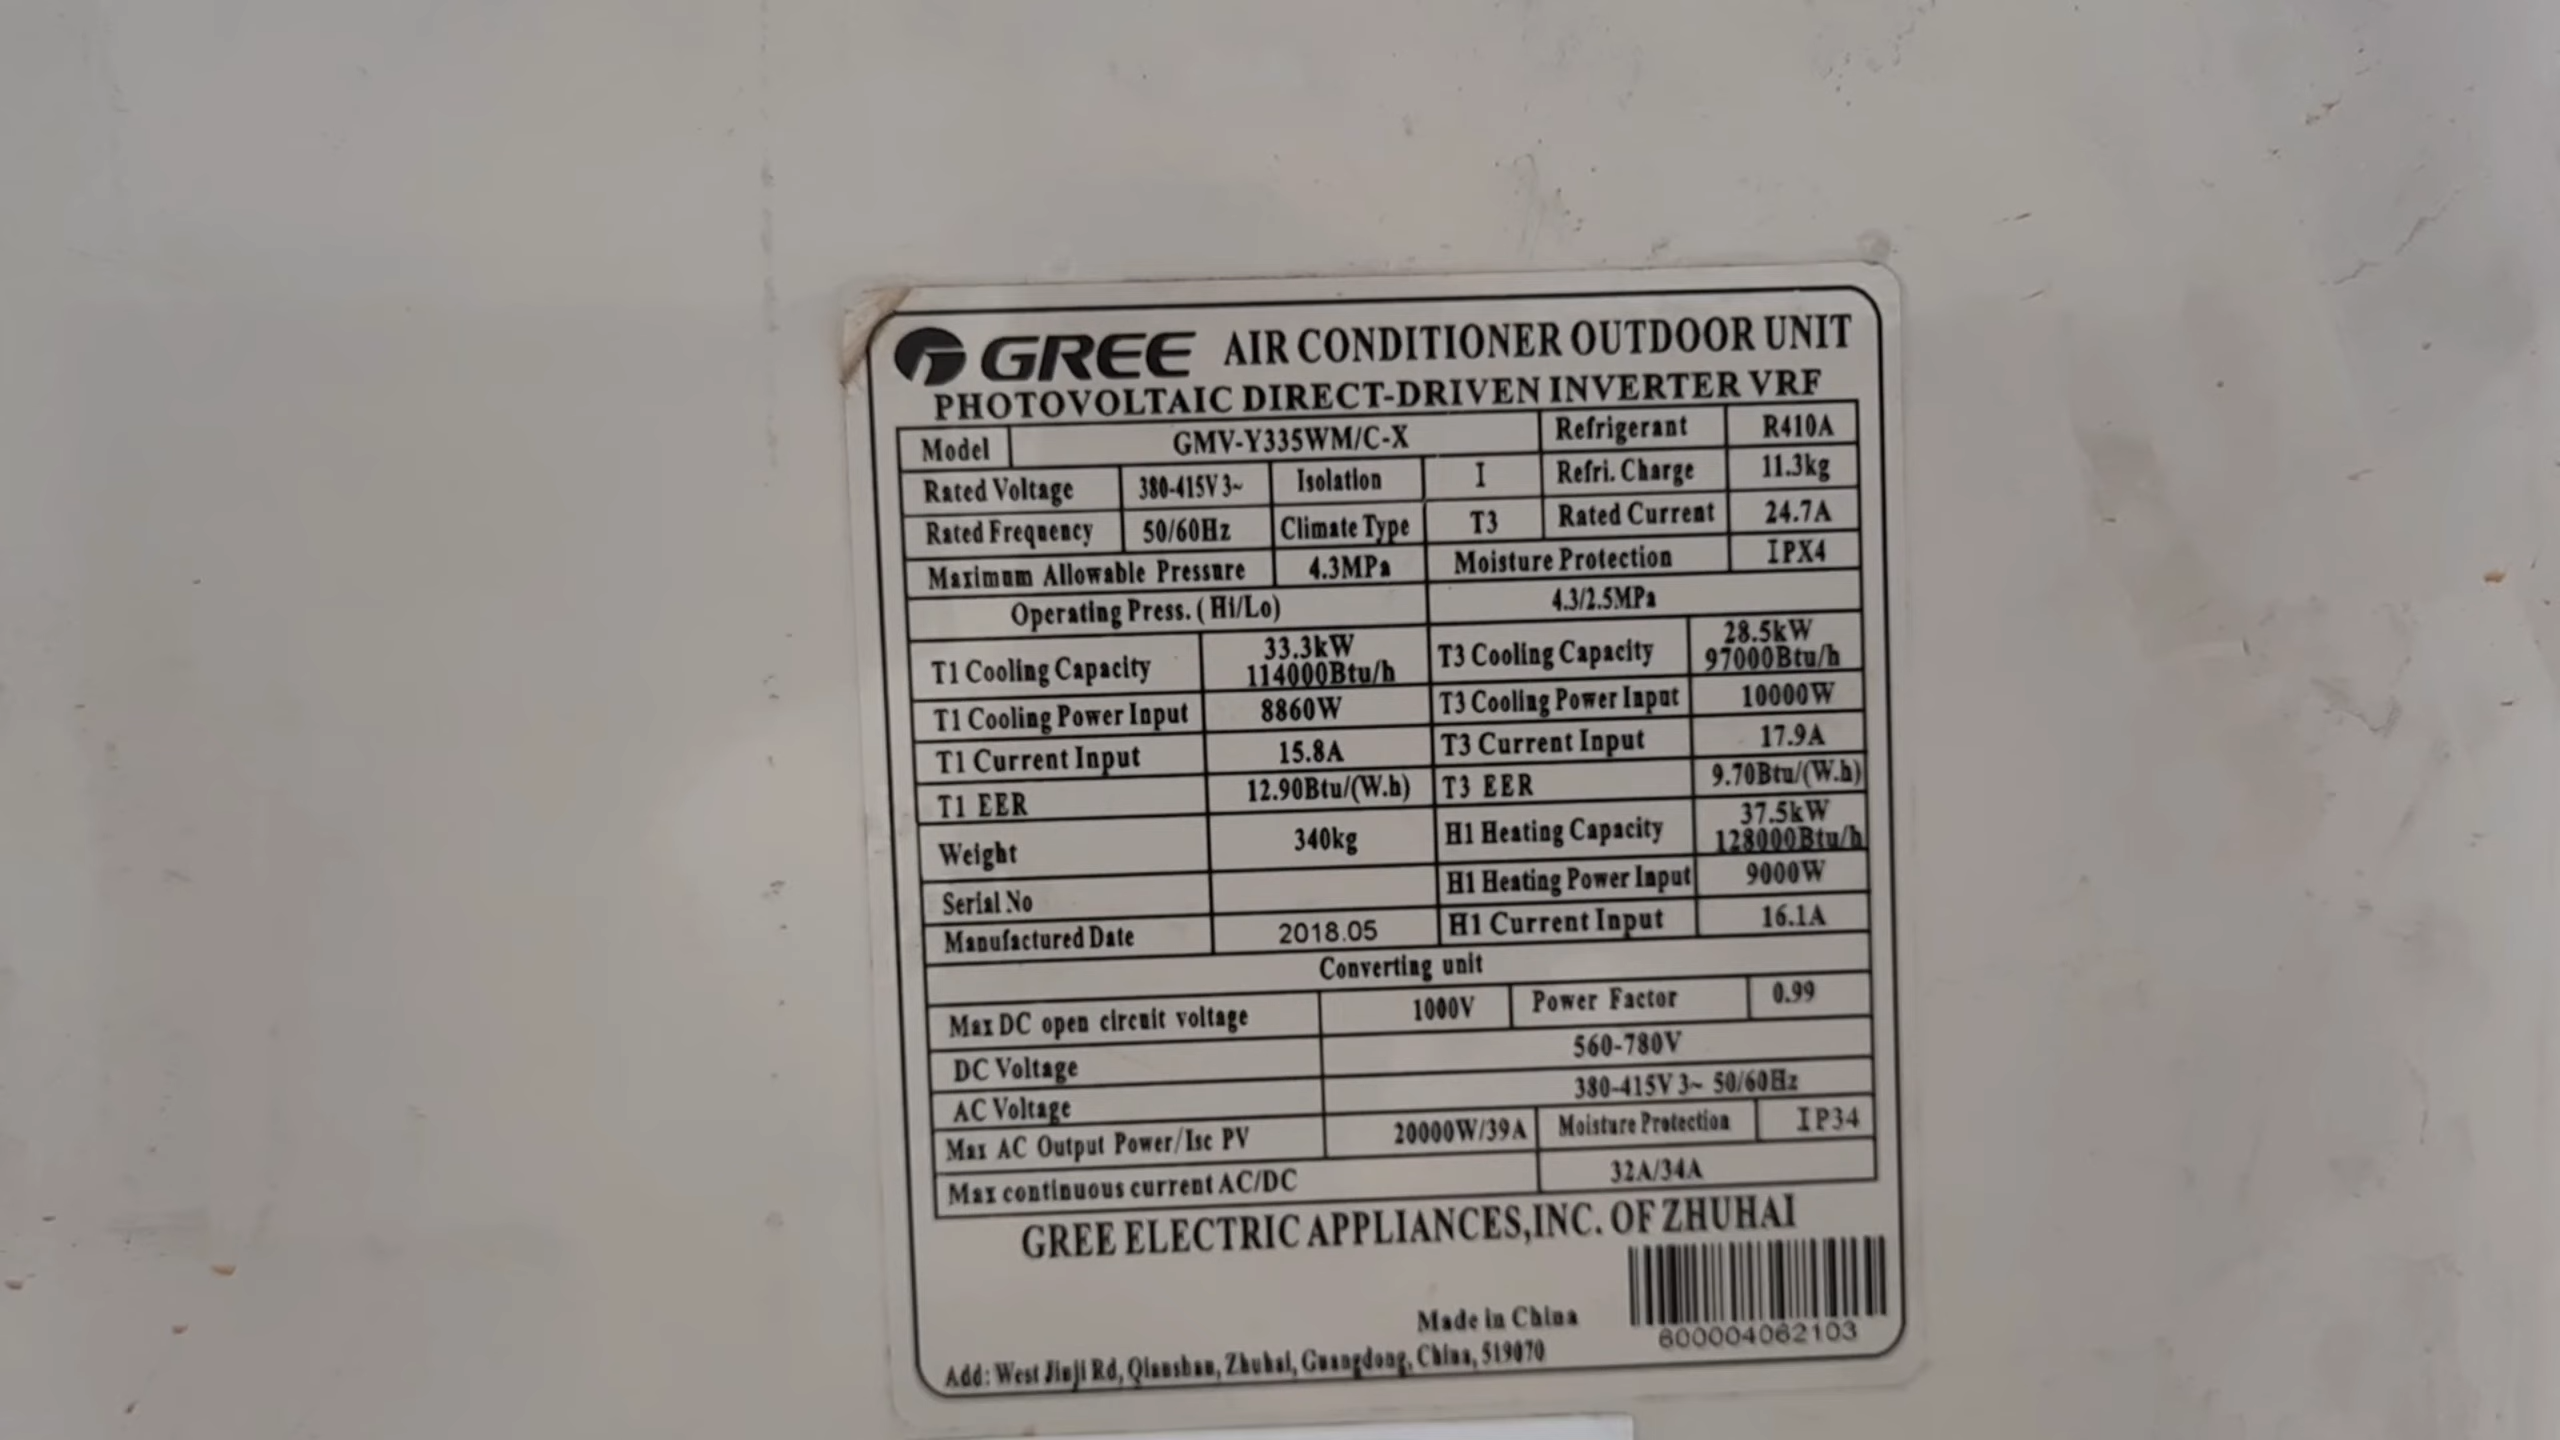 GREE AIR CONDITIONER OUTDOOR UNIT
PHOTOVOLTAIC DIRECT-DRIVEN INVERTER VRF
Model GMV-Y335WM/C-X Refrigerant R410A
Rated Voltage 380-415V 3~ Isolation I Refri. Charge 11.3kg
Rated Frequency 50/60Hz Climate Type T3 Rated Current 24.7A
Maximum Allowable Pressure 4.3MPa Moisture Protection IPX4
Operating Press. ( Hi/Lo) 4.3/2.5MPa
T1 Cooling Capacity 33.3kW 114000Btu/h T3 Cooling Capacity 28.5kW 97000Btu/h
T1 Cooling Power Input 8860W T3 Cooling Power Input 10000W
T1 Current Input 15.8A T3 Current Input 17.9A
T1 EER 12.90Btu/(W.h) T3 EER 9.70Btu/(W.h)
Weight 340kg H1 Heating Capacity 37.5kW 128000Btu/h
Serial No H1 Heating Power Input 9000W
Manufactured Date 2018.05 H1 Current Input 16.1A
Converting unit
Max DC open circuit voltage 1000V Power Factor 0.99
DC Voltage 560-780V
AC Voltage 380-415V 3~ 50/60Hz
Max AC Output Power/Isc PV 20000W/39A Moisture Protection IP34
Max continuous current AC/DC 32A/34A
GREE ELECTRIC APPLIANCES,INC. OF ZHUHAI
Made in China
600004062103
Add: West Jinji Rd, Qianshan, Zhuhai, Guangdong, China, 519070